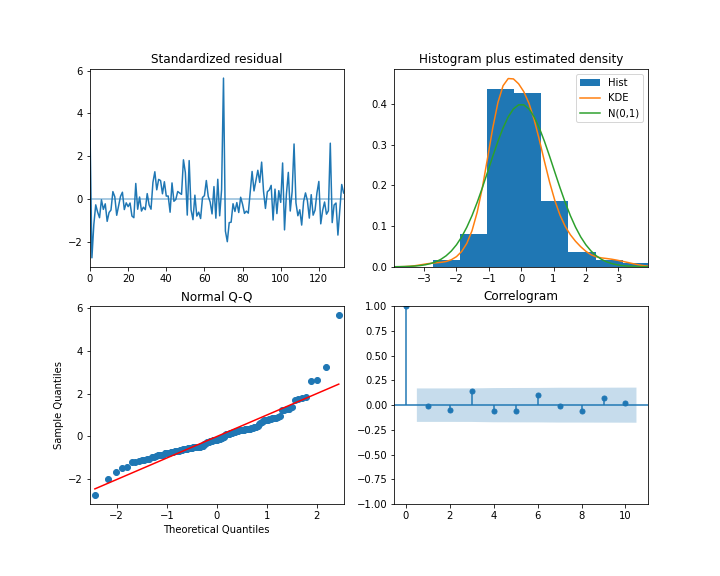 Standardized residual
6
4
2
0
−2
0 20 40 60 80 100 120
Histogram plus estimated density
Hist
KDE
N(0,1)
0.4
0.3
0.2
0.1
0.0
−3 −2 −1 0 1 2 3
Normal Q-Q
Sample Quantiles
6
4
2
0
−2
−2 −1 0 1 2
Theoretical Quantiles
Correlogram
1.00
0.75
0.50
0.25
0.00
−0.25
−0.50
−0.75
−1.00
0 2 4 6 8 10